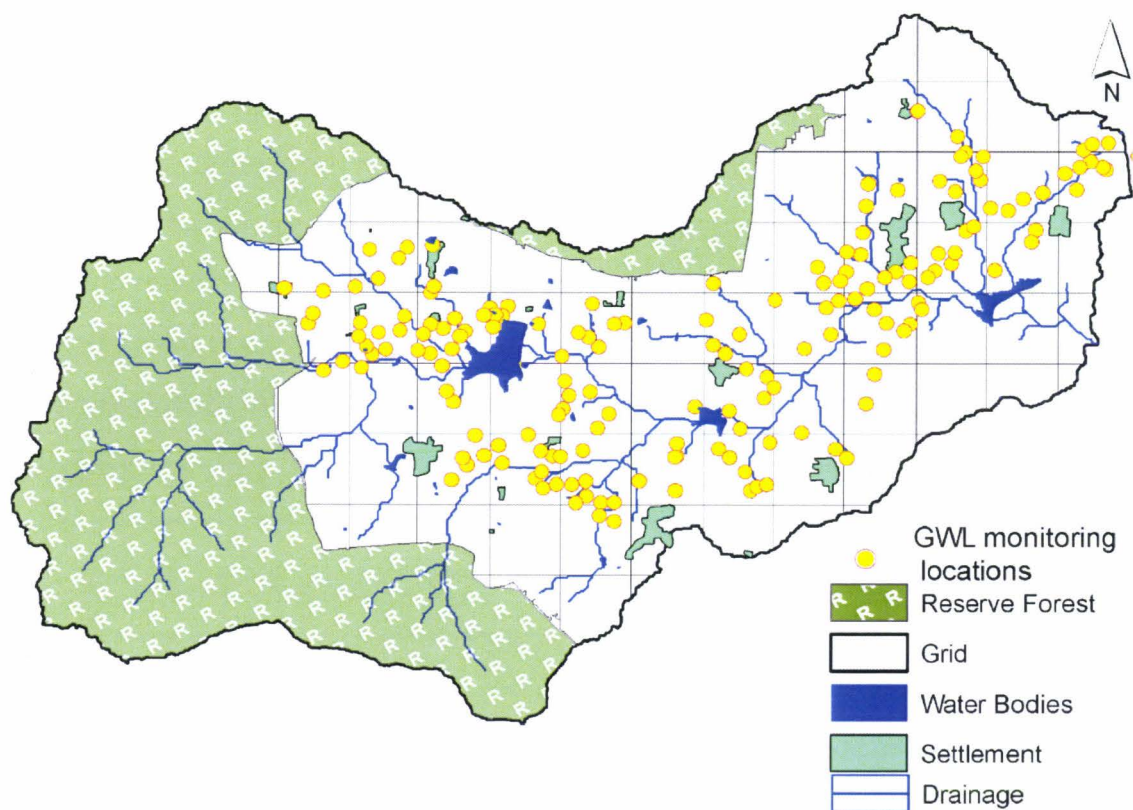 N
GWL monitoring
locations
Reserve Forest
Grid
Water Bodies
Settlement
Drainage